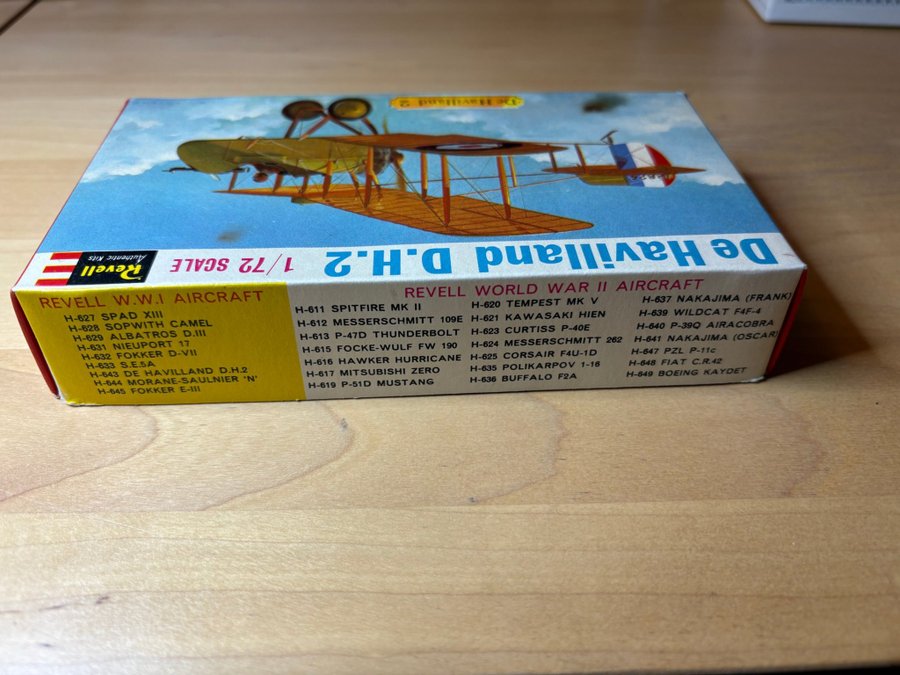 De Havilland 2
De Havilland D.H.2
1/72 SCALE
Revell
Authentic Kits
REVELL W.W.I AIRCRAFT
H-627 SPAD XIII
H-628 SOPWITH CAMEL
H-629 ALBATROS D.III
H-631 NIEUPORT 17
H-632 FOKKER D-VII
H-633 S.E.5A
H-643 DE HAVILLAND D.H.2
H-644 MORANE-SAULNIER 'N'
H-645 FOKKER E-III
REVELL WORLD WAR II AIRCRAFT
H-611 SPITFIRE MK II
H-612 MESSERSCHMITT 109E
H-613 P-47D THUNDERBOLT
H-615 FOCKE-WULF FW 190
H-616 HAWKER HURRICANE
H-617 MITSUBISHI ZERO
H-619 P-51D MUSTANG
H-620 TEMPEST MK V
H-621 KAWASAKI HIEN
H-623 CURTISS P-40E
H-624 MESSERSCHMITT 262
H-625 CORSAIR F4U-1D
H-635 POLIKARPOV 1-16
H-636 BUFFALO F2A
H-637 NAKAJIMA (FRANK)
H-639 WILDCAT F4F-4
H-640 P-39Q AIRACOBRA
H-641 NAKAJIMA (OSCAR)
H-647 PZL P-11c
H-648 FIAT C.R.42
H-649 BOEING KAYDET